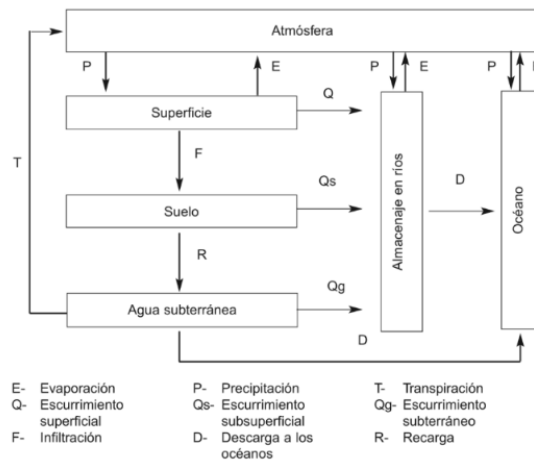 Atmósfera
P
E
P
E
P
E
Superficie
Q
F
T
Suelo
Qs
R
Agua subterránea
Qg
Almacenaje en ríos
D
Océano
D
E- Evaporación
Q- Escurrimiento
superficial
F- Infiltración
P- Precipitación
Qs- Escurrimiento
subsuperficial
D- Descarga a los
océanos
T- Transpiración
Qg- Escurrimiento
subterráneo
R- Recarga